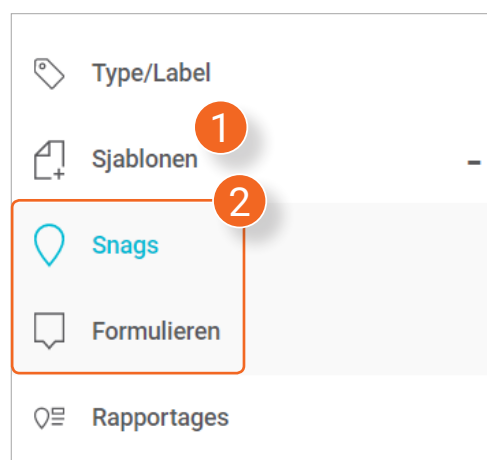 Type/Label
1
Sjablonen
2
Snags
Formulieren
Rapportages